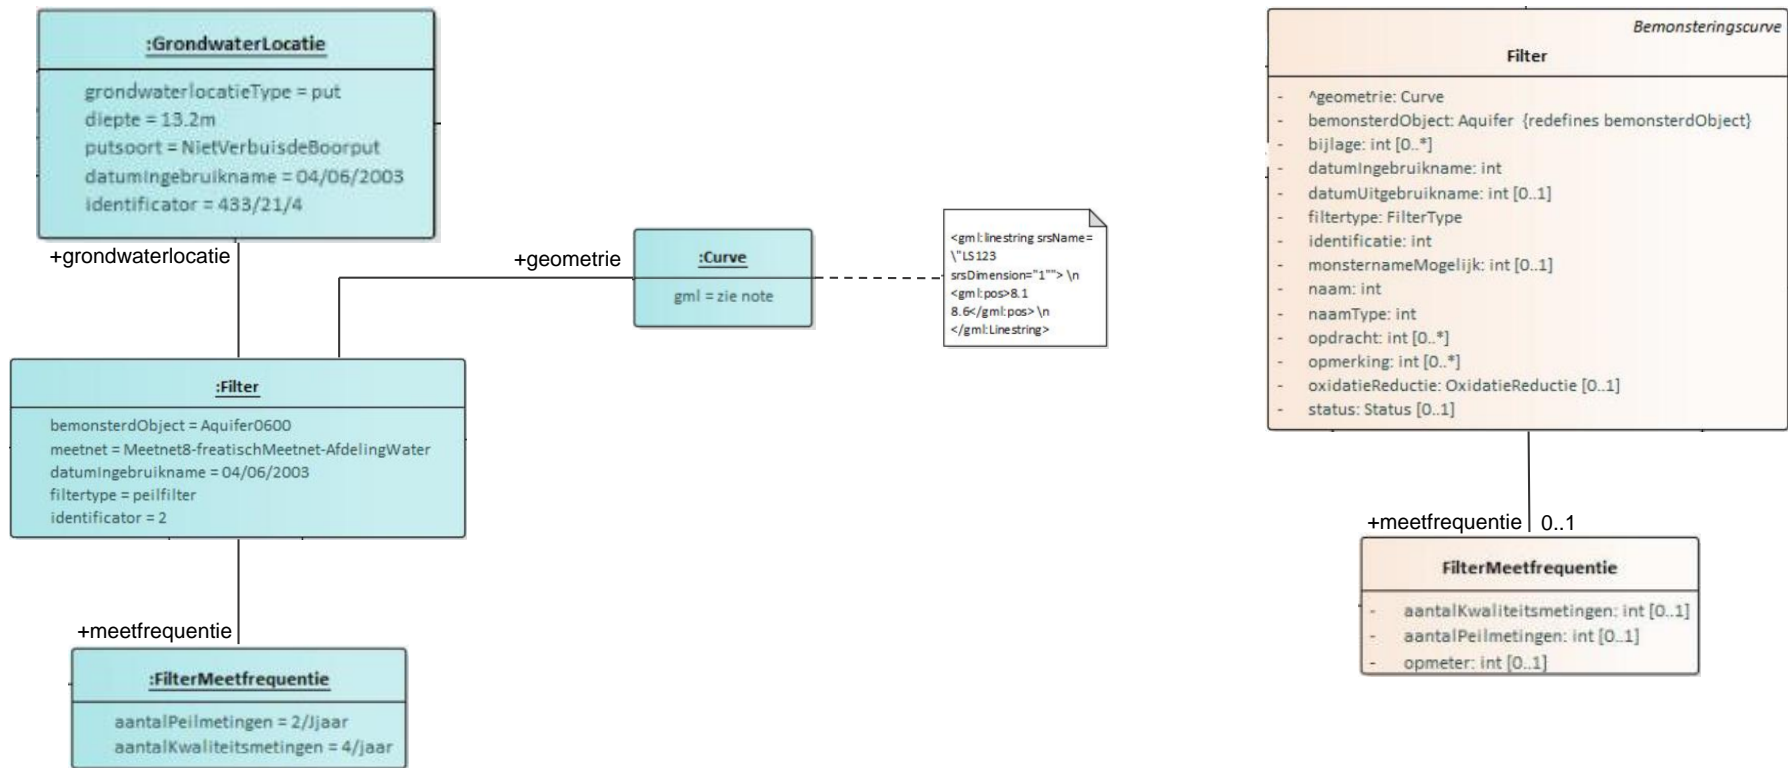 :GrondwaterLocatie
grondwaterlocatieType = put
diepte = 13.2m
putsoort = NietVerbuisdeBoorput
datumIngebruikname = 04/06/2003
identificator = 433/21/4
+grondwaterlocatie
+geometrie
:Curve
gml = zie note
<gml:linestring srsName=
\"LS123
srsDimension="1""> \n
<gml:pos>8.1
8.6</gml:pos> \n
</gml:Linestring>
:Filter
bemonsterdObject = Aquifer0600
meetnet = Meetnet8-freatischMeetnet-AfdelingWater
datumIngebruikname = 04/06/2003
filtertype = peilfilter
identificator = 2
+meetfrequentie
:FilterMeetfrequentie
aantalPeilmetingen = 2/Jjaar
aantalKwaliteitsmetingen = 4/jaar
Bemonsteringscurve
Filter
- ^geometrie: Curve
- bemonsterdObject: Aquifer {redefines bemonsterdObject}
- bijlage: int [0..*]
- datumIngebruikname: int
- datumUitgebruikname: int [0..1]
- filtertype: FilterType
- identificatie: int
- monsternameMogelijk: int [0..1]
- naam: int
- naamType: int
- opdracht: int [0..*]
- opmerking: int [0..*]
- oxidatieReductie: OxidatieReductie [0..1]
- status: Status [0..1]
+meetfrequentie 0..1
FilterMeetfrequentie
- aantalKwaliteitsmetingen: int [0..1]
- aantalPeilmetingen: int [0..1]
- opmeter: int [0..1]